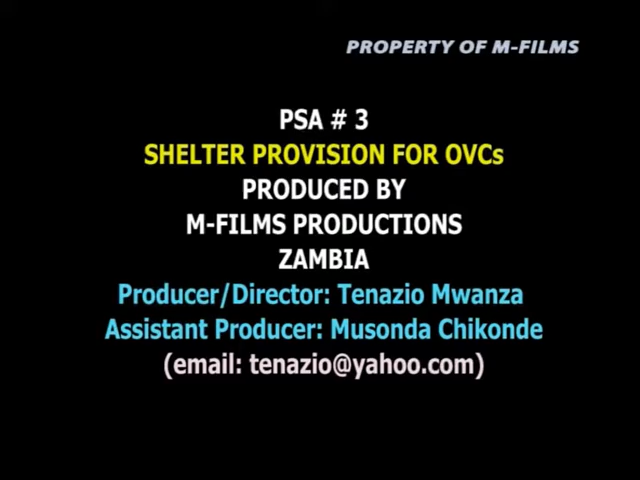 PROPERTY OF M-FILMS
PSA # 3
SHELTER PROVISION FOR OVCs
PRODUCED BY
M-FILMS PRODUCTIONS
ZAMBIA
Producer/Director: Tenazio Mwanza
Assistant Producer: Musonda Chikonde
(email: tenazio@yahoo.com)